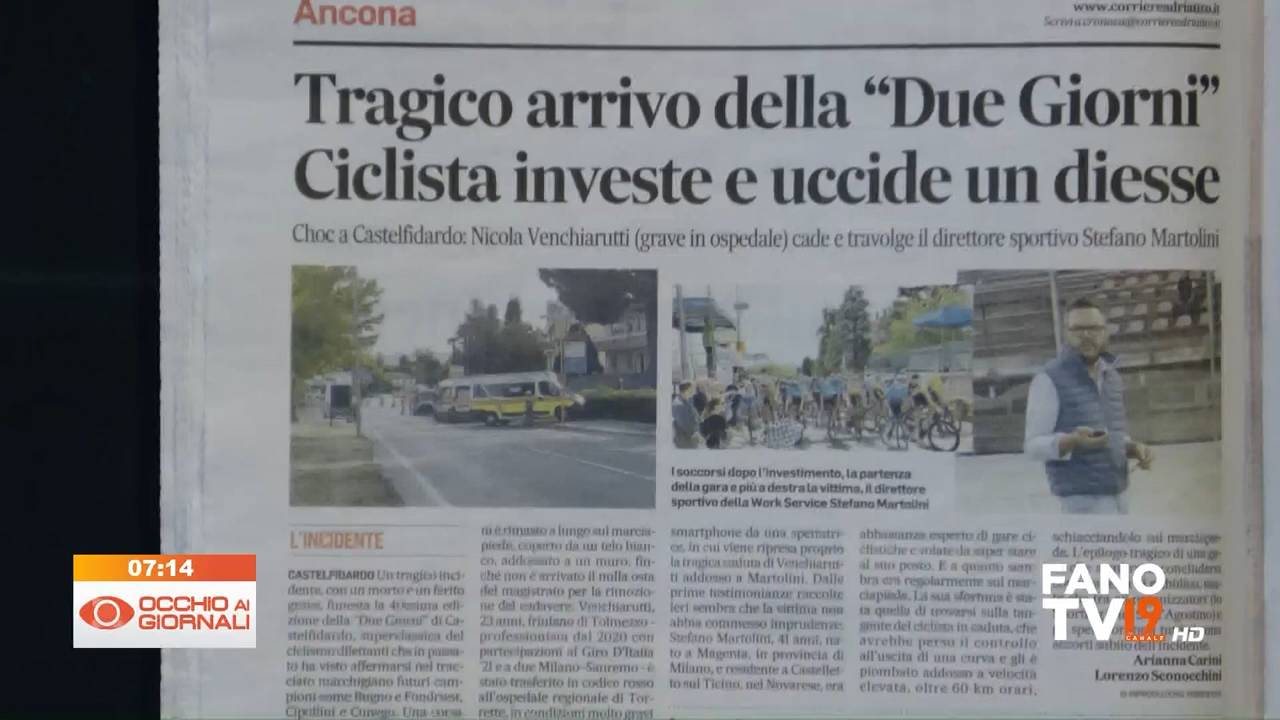 Ancona
www.corriereadriatico.it
Tragico arrivo della “Due Giorni”
Ciclista investe e uccide un diesse
Choc a Castelfidardo: Nicola Venchiarutti (grave in ospedale) cade e travolge il direttore sportivo Stefano Martolini
I soccorsi dopo l'investimento, la partenza
della gara e più a destra la vittima, il direttore
sportivo della Work Service Stefano Martolini
L'INCIDENTE
CASTELFIDARDO Un tragico inci-
dente, con un morto e un ferito
grave, funesta la
zione della "Due Giorni" di Ca-
stelfidardo, superclassica del
ciclismo dilettanti che in passa-
to ha visto affermarsi nel trac-
ciato marchigiano futuri cam-
pioni come Bugno e Fondriest,
Cipollini e Cunego. Una corsa
ni è rimasto a lungo sul marcia-
piede, coperto da un telo bian-
co, addossato a un muro, fin-
ché non è arrivato il nulla osta
del magistrato per la rimozio-
ne del cadavere. Venchiarutti,
23 anni, friulano di Tolmezzo -
professionista dal 2020 con
partecipazioni al Giro D'Italia
'21 e a due Milano-Sanremo - è
stato trasferito in codice rosso
all'ospedale regionale di Tor-
rette, in condizioni molto gravi
smartphone da una spettatri-
ce, in cui viene ripresa proprio
la tragica caduta di Venchiarut-
ti addosso a Martolini. Dalle
prime testimonianze raccolte
ieri sembra che la vittima non
abbia commesso imprudenze.
Stefano Martolini, 41 anni, na-
to a Magenta, in provincia di
Milano, e residente a Castellet-
to sul Ticino, nel Novarese, era
abbastanza esperto di gare ci-
clistiche e volate da saper stare
al suo posto. E a quanto sem-
bra era regolarmente sul mar-
ciapiede. La sua sfortuna è sta-
ta quella di trovarsi sulla tan-
gente del ciclista in caduta, che
avrebbe perso il controllo
all'uscita di una curva e gli è
piombato addosso a velocità
elevata, oltre 60 km orari,
schiacciandolo sul marciapie-
de. L'epilogo tragico di una ge-
subito dell'incidente.
Arianna Carini
Lorenzo Sconocchini
© RIPRODUZIONE RISERVATA
07:14
OCCHIO AI
GIORNALI
FANO
TV 19
CANALE
HD